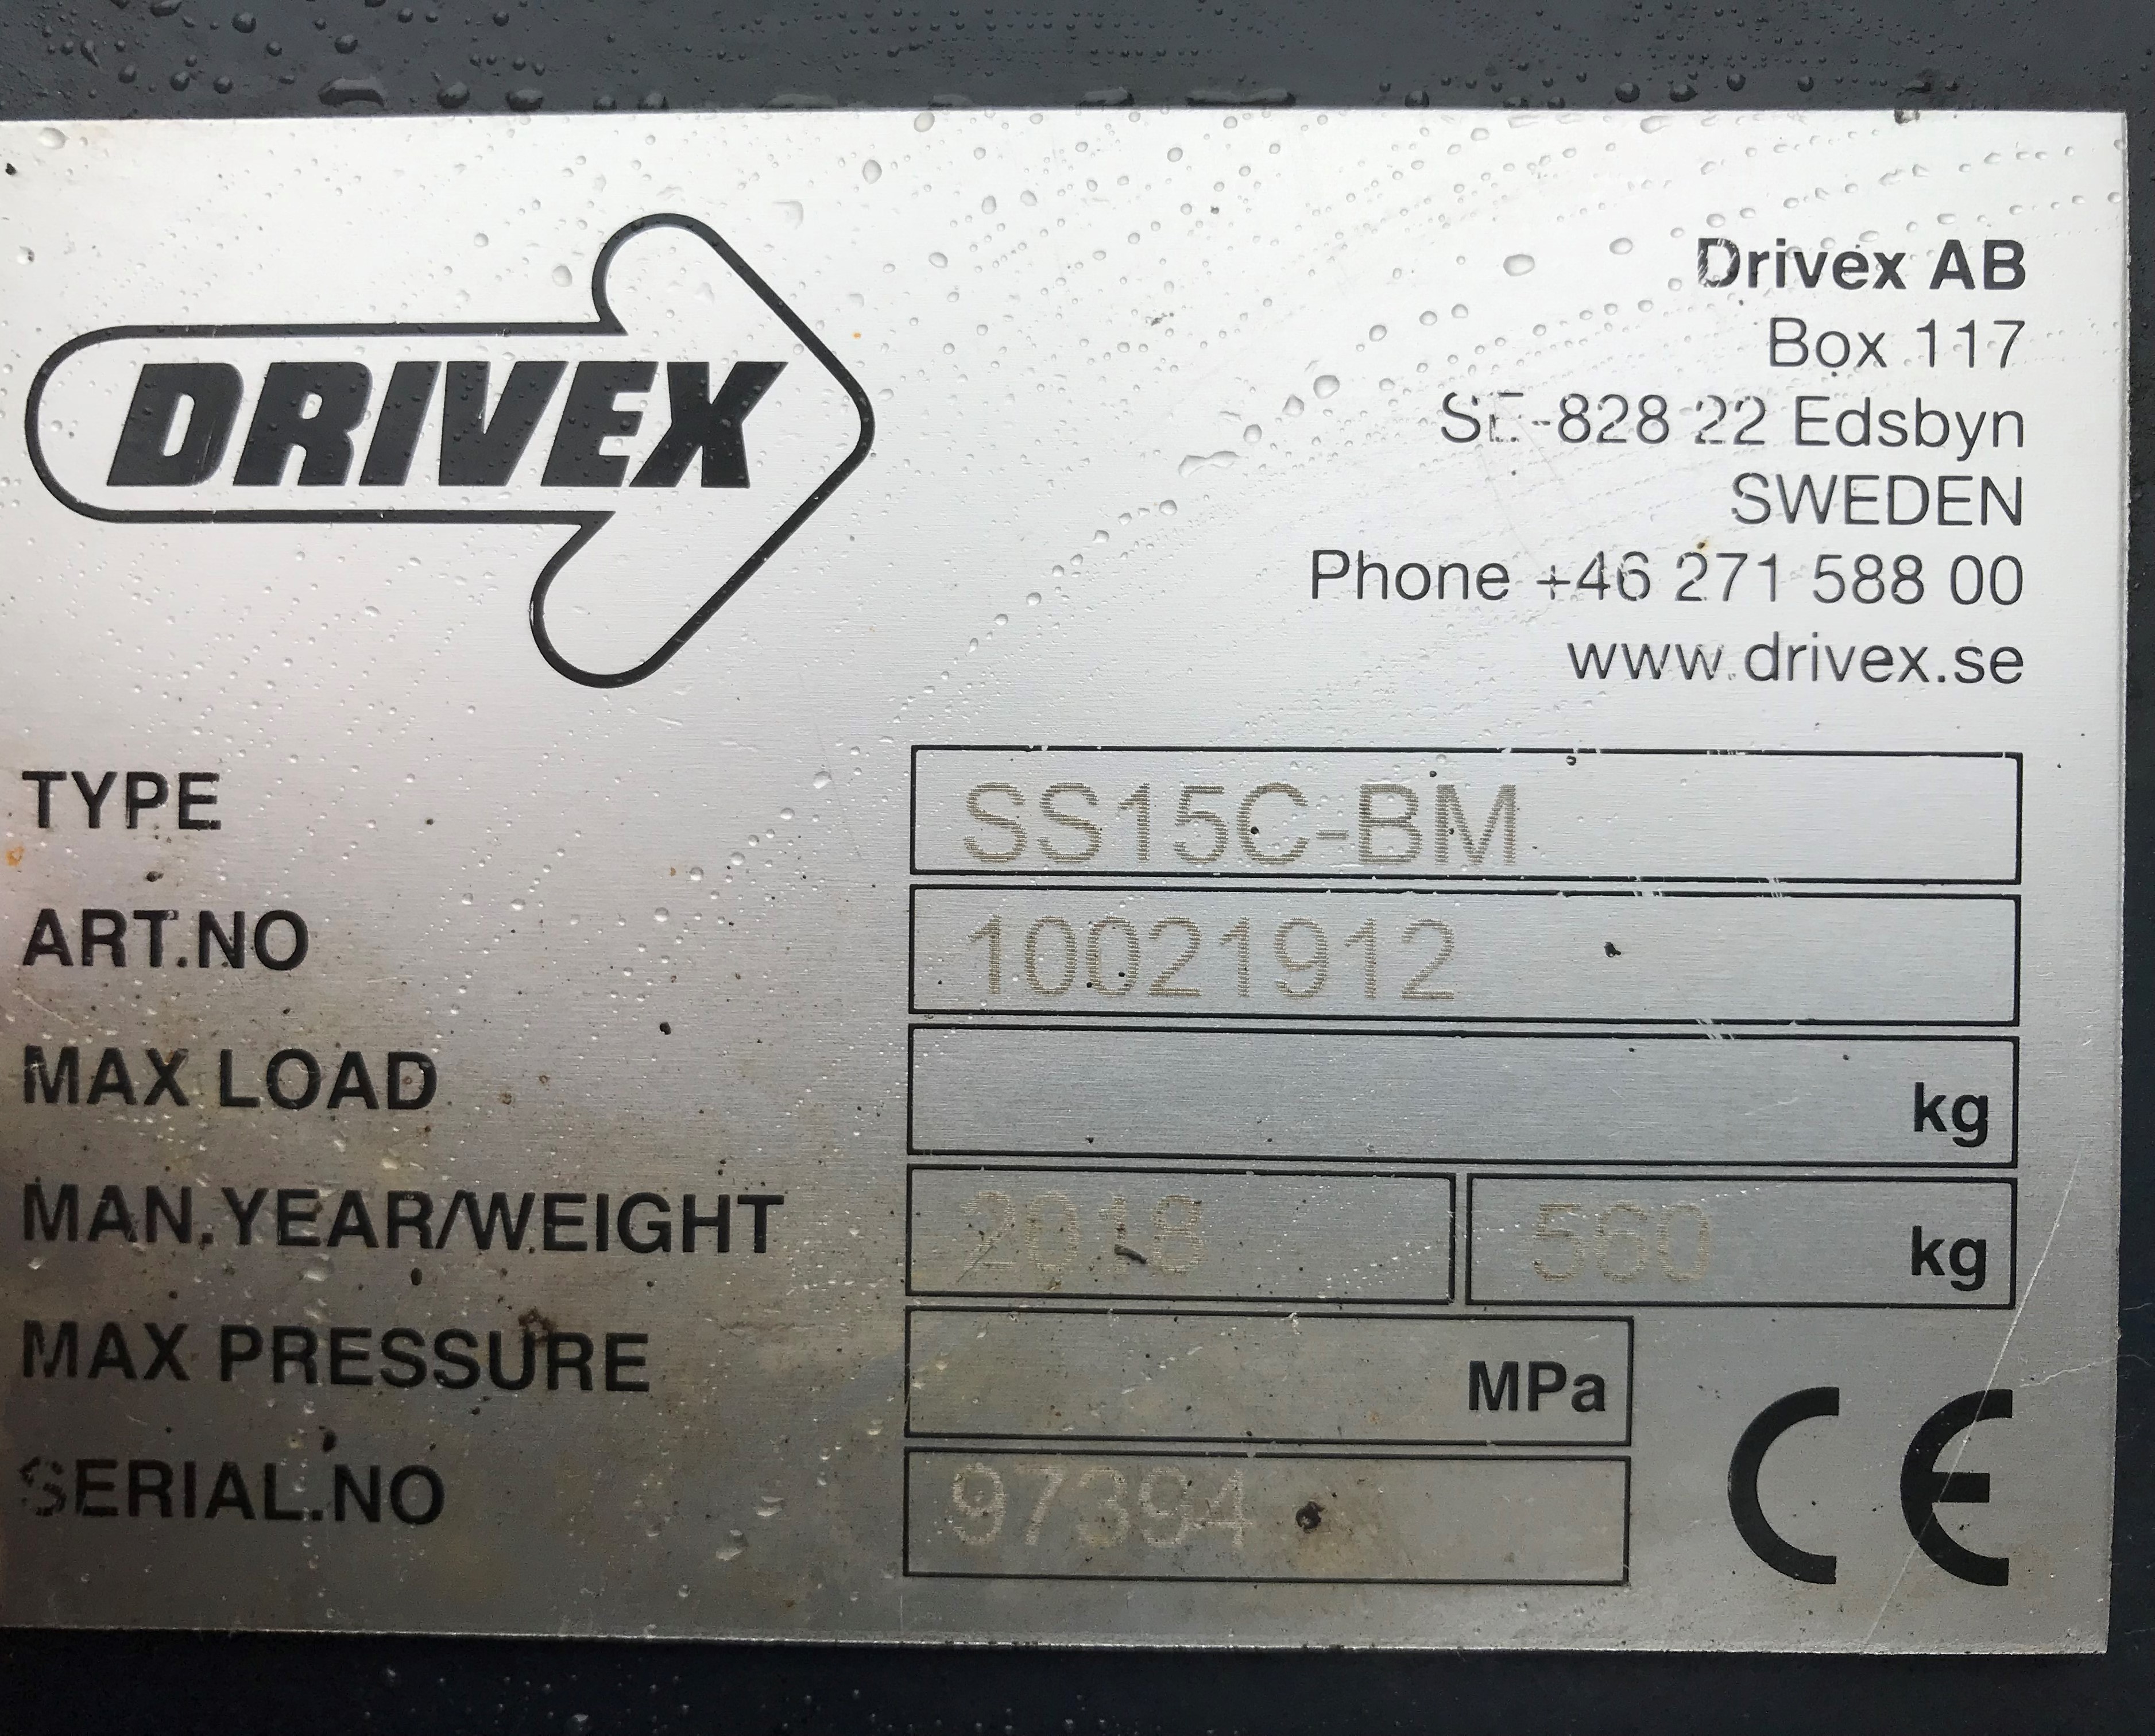 DRIVEX
Drivex AB
Box 117
SE-828 22 Edsbyn
SWEDEN
Phone +46 271 588 00
www.drivex.se
TYPE SS15C-BM
ART.NO 10021912
MAX LOAD kg
MAN.YEAR/WEIGHT 2018 560 kg
MAX PRESSURE MPa
SERIAL.NO 97394
CE